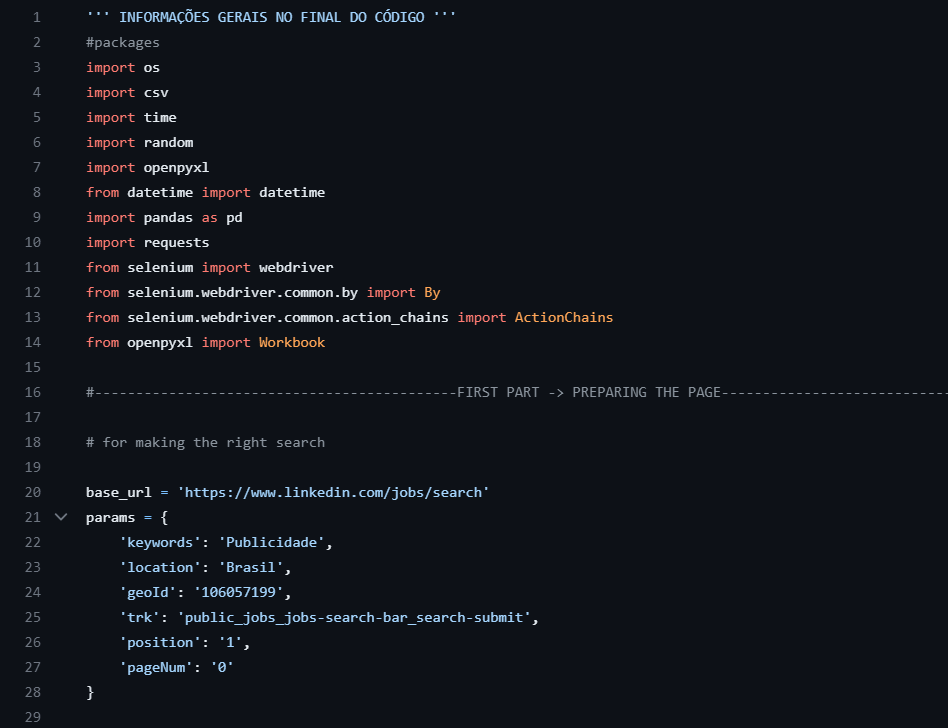 1 ''' INFORMAÇÕES GERAIS NO FINAL DO CÓDIGO '''
2 #packages
3 import os
4 import csv
5 import time
6 import random
7 import openpyxl
8 from datetime import datetime
9 import pandas as pd
10 import requests
11 from selenium import webdriver
12 from selenium.webdriver.common.by import By
13 from selenium.webdriver.common.action_chains import ActionChains
14 from openpyxl import Workbook
15
16 #--------------------------------------------FIRST PART -> PREPARING THE PAGE----------------------------
17
18 # for making the right search
19
20 base_url = 'https://www.linkedin.com/jobs/search'
21 params = {
22     'keywords': 'Publicidade',
23     'location': 'Brasil',
24     'geoId': '106057199',
25     'trk': 'public_jobs_jobs-search-bar_search-submit',
26     'position': '1',
27     'pageNum': '0'
28 }
29